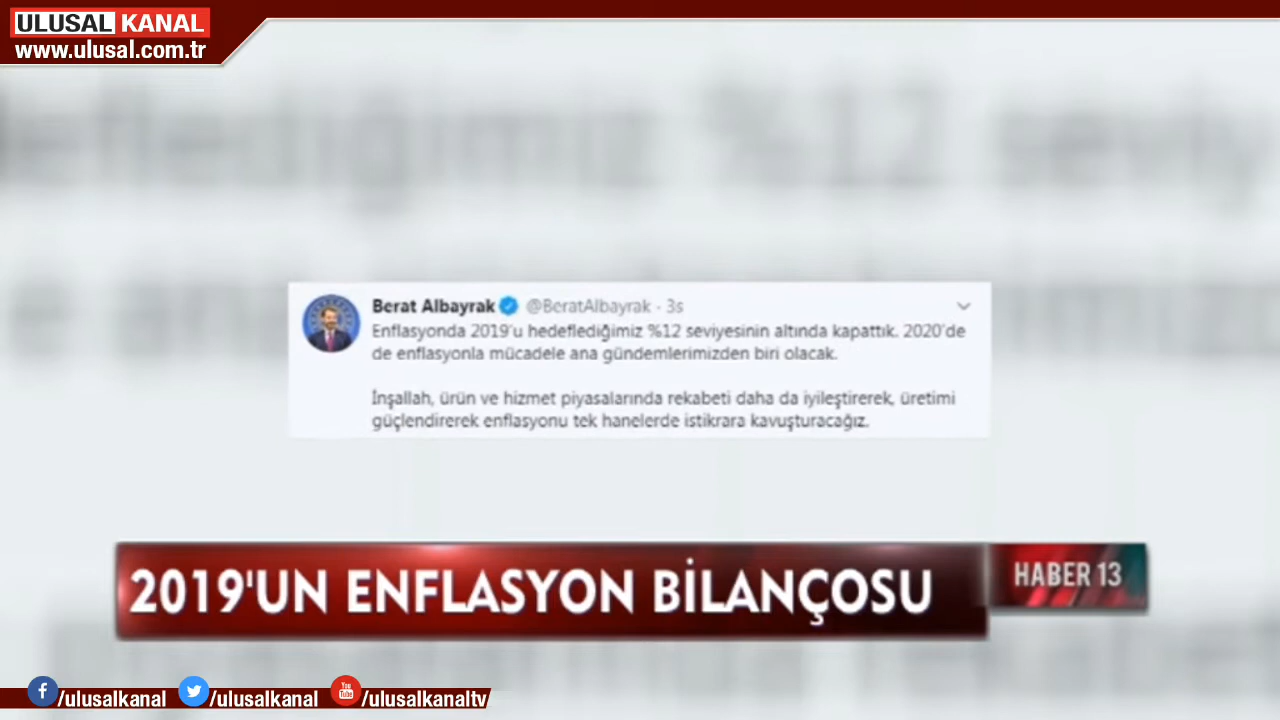 ULUSAL KANAL
www.ulusal.com.tr
Berat Albayrak @BeratAlbayrak · 3s
Enflasyonda 2019'u hedeflediğimiz %12 seviyesinin altında kapattık. 2020'de
de enflasyonla mücadele ana gündemlerimizden biri olacak.
İnşallah, ürün ve hizmet piyasalarında rekabeti daha da iyileştirerek, üretimi
güçlendirerek enflasyonu tek hanelerde istikrara kavuşturacağız.
2019'UN ENFLASYON BİLANÇOSU
HABER 13
/ulusalkanal /ulusalkanal You Tube /ulusalkanaltv